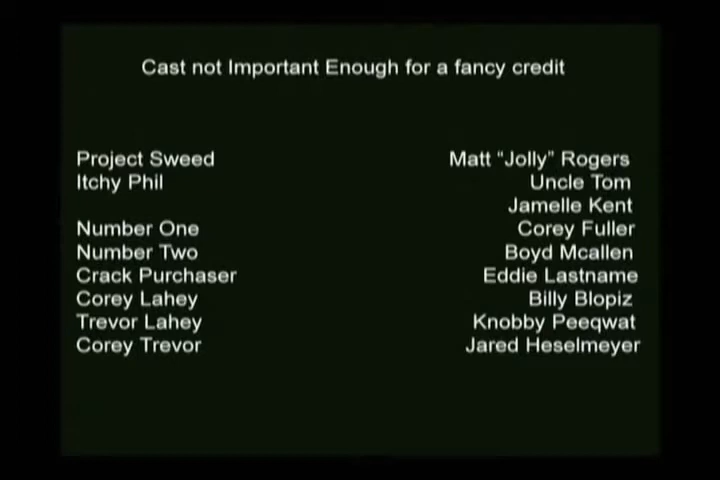 Cast not Important Enough for a fancy credit
Project Sweed Matt “Jolly” Rogers
Itchy Phil Uncle Tom
Jamelle Kent
Number One Corey Fuller
Number Two Boyd Mcallen
Crack Purchaser Eddie Lastname
Corey Lahey Billy Blopiz
Trevor Lahey Knobby Peeqwat
Corey Trevor Jared Heselmeyer